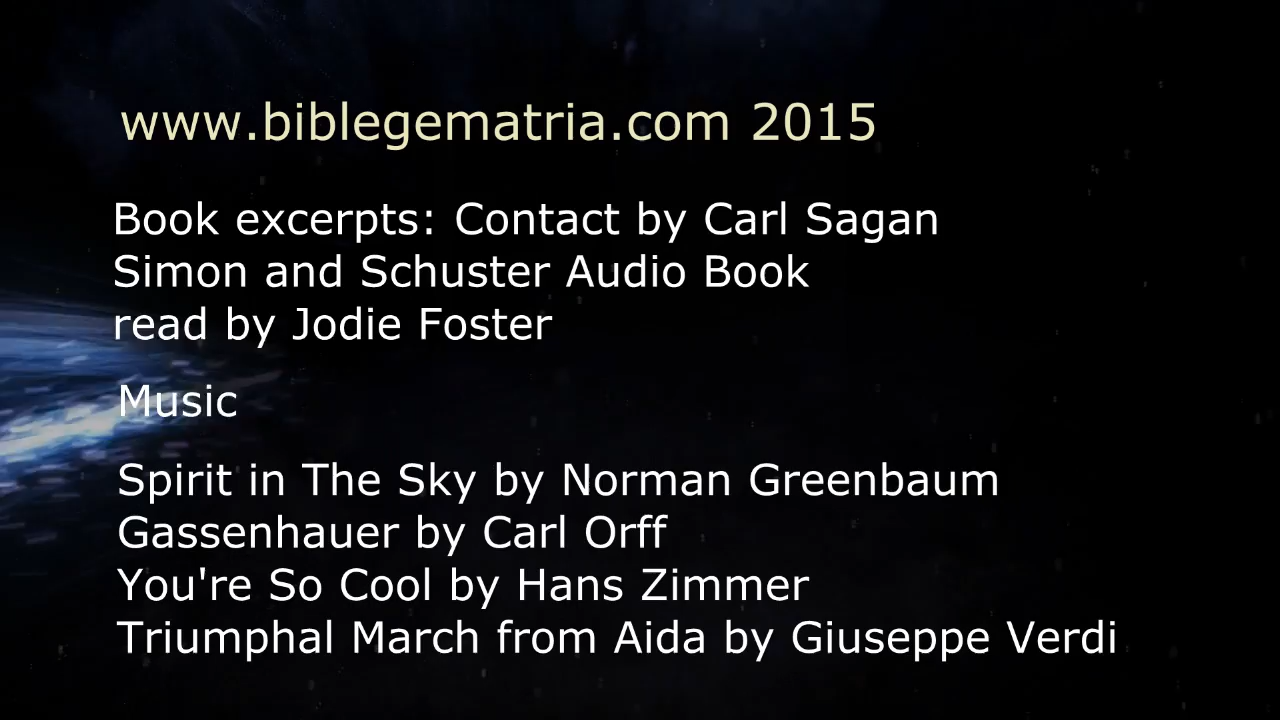 www.biblegematria.com 2015
Book excerpts: Contact by Carl Sagan
Simon and Schuster Audio Book
read by Jodie Foster
Music
Spirit in The Sky by Norman Greenbaum
Gassenhauer by Carl Orff
You're So Cool by Hans Zimmer
Triumphal March from Aida by Giuseppe Verdi